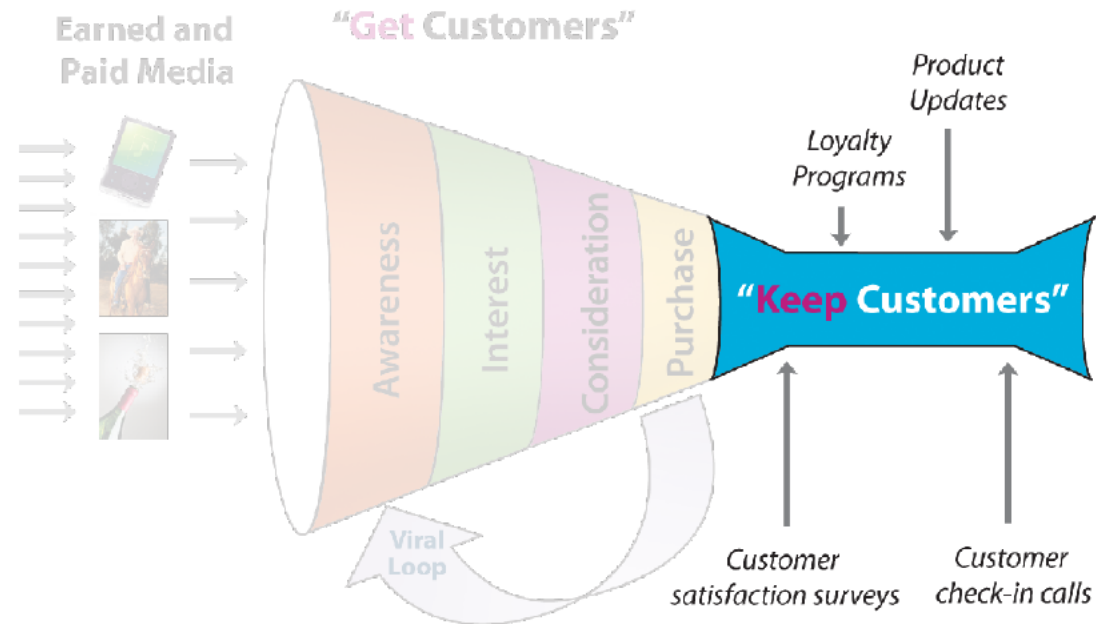 Earned and
Paid Media
“Get Customers”
Product
Updates
Loyalty
Programs
Awareness
Interest
Consideration
Purchase
“Keep Customers”
Viral
Loop
Customer
satisfaction surveys
Customer
check-in calls